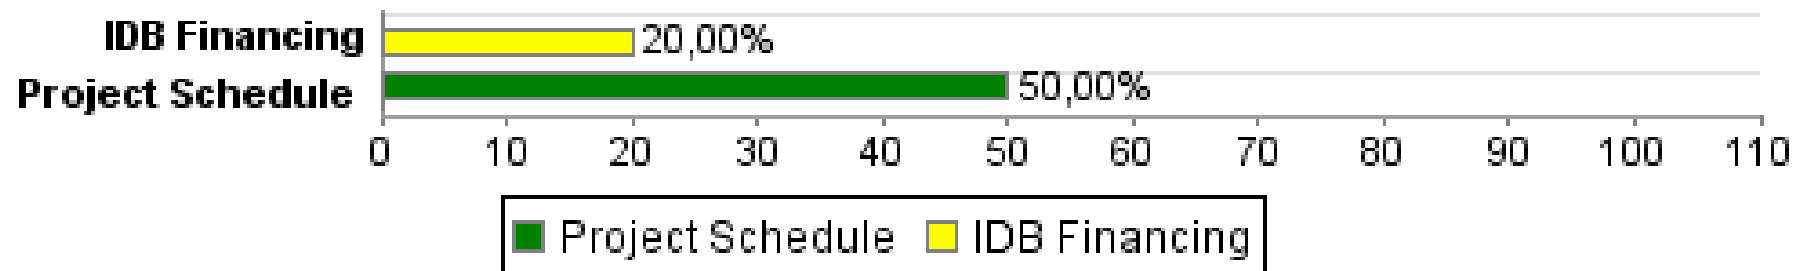 IDB Financing 20,00%
Project Schedule 50,00%
0 10 20 30 40 50 60 70 80 90 100 110
Project Schedule IDB Financing